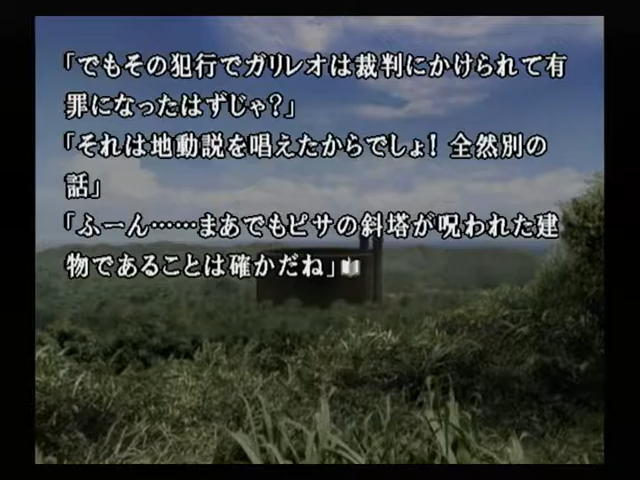 「でもその犯行でガリレオは裁判にかけられて有
罪になったはずじゃ?」
「それは地動説を唱えたからでしょ! 全然別の
話」
「ふーん……まあでもピサの斜塔が呪われた建
物であることは確かだね」